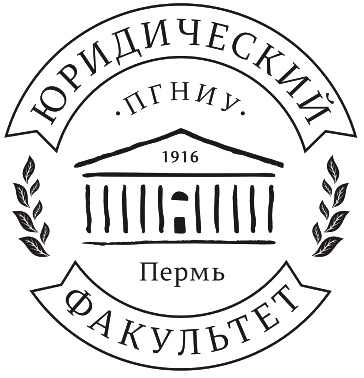 ЮРИДИЧЕСКИЙ
·ПГНИУ·
1916
Пермь
ФАКУЛЬТЕТ